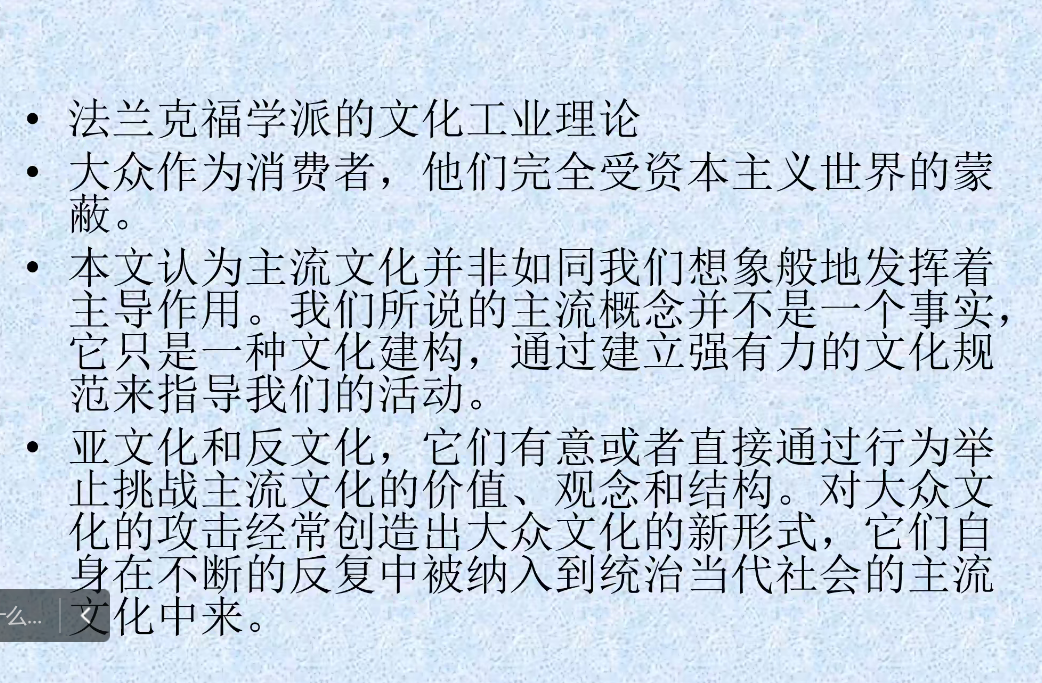 • 法兰克福学派的文化工业理论
• 大众作为消费者，他们完全受资本主义世界的蒙
蔽。
• 本文认为主流文化并非如同我们想象般地发挥着
主导作用。我们所说的主流概念并不是一个事实，
它只是一种文化建构，通过建立强有力的文化规
范来指导我们的活动。
• 亚文化和反文化，它们有意或者直接通过行为举
止挑战主流文化的价值、观念和结构。对大众文
化的攻击经常创造出大众文化的新形式，它们自
身在不断的反复中被纳入到统治当代社会的主流
文化中来。
什么...